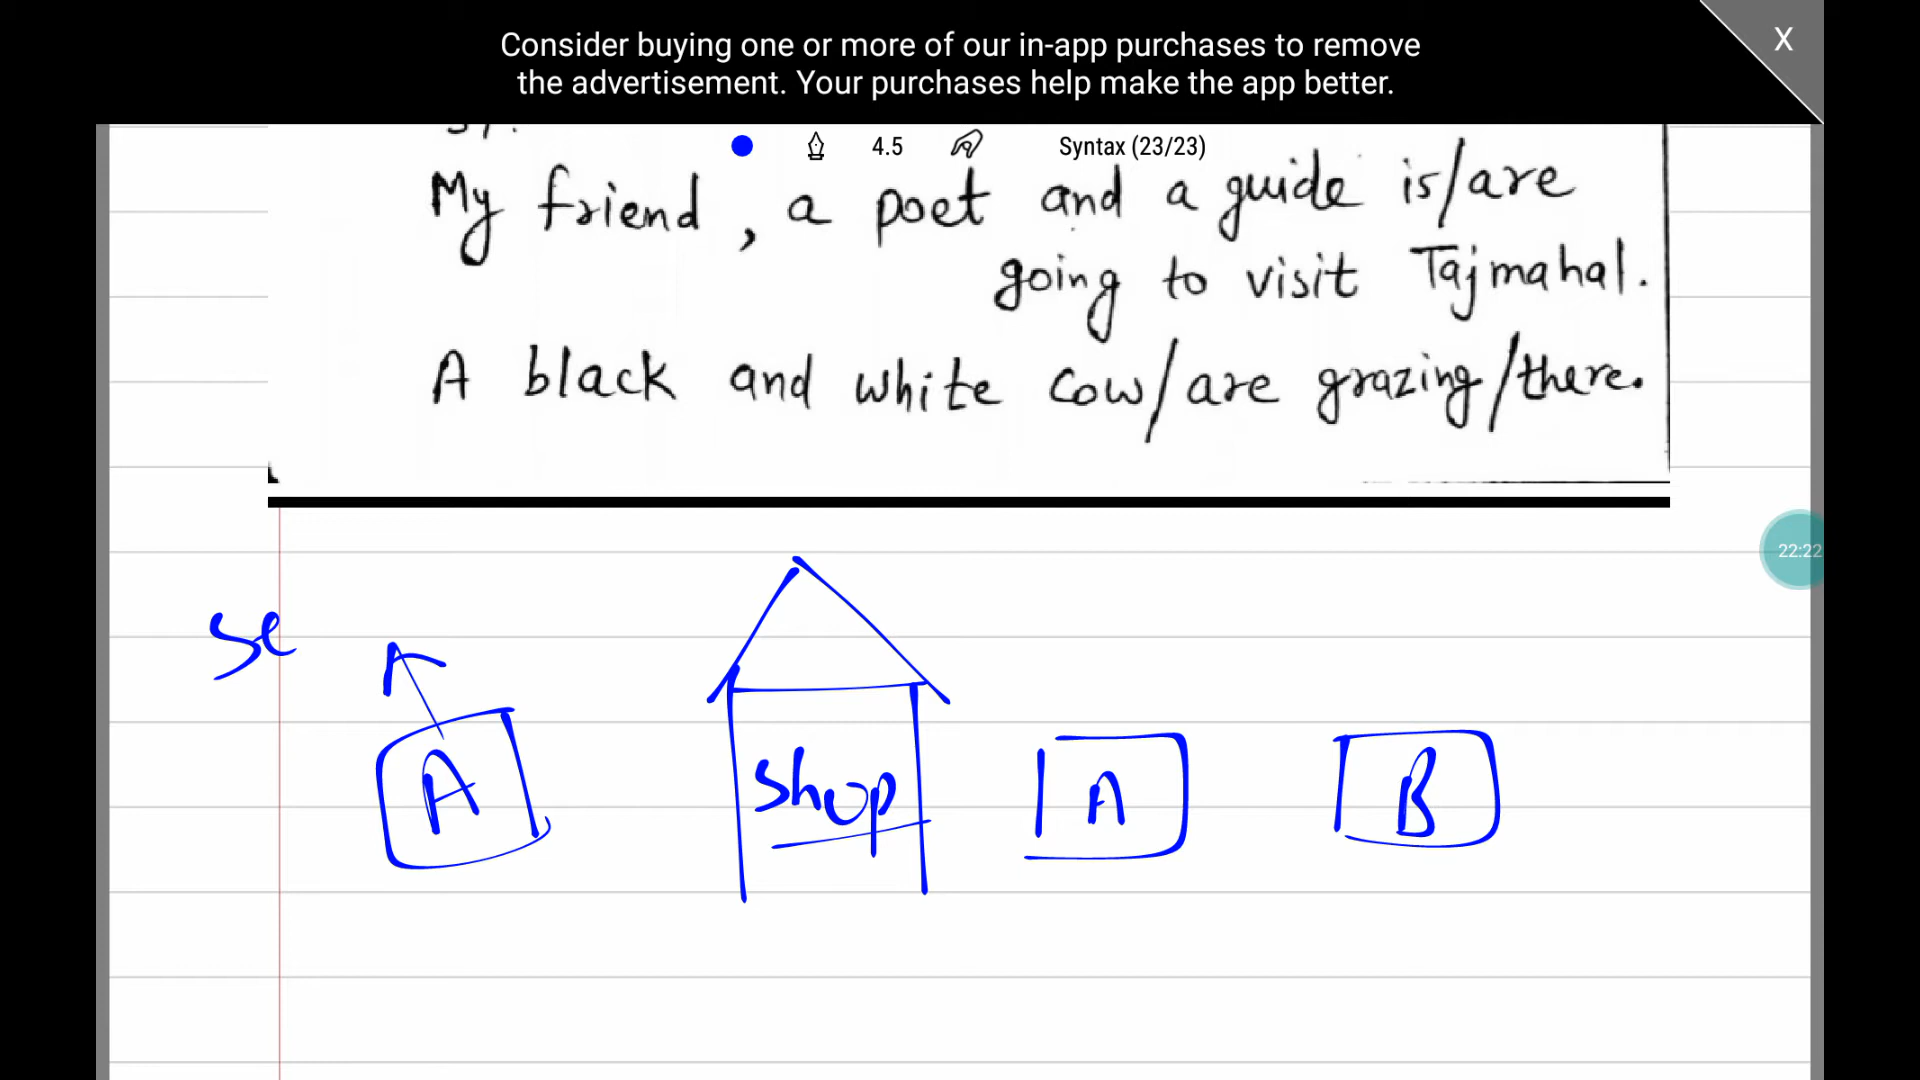 Consider buying one or more of our in-app purchases to remove
the advertisement. Your purchases help make the app better.
X
4.5 Syntax (23/23)
My friend, a poet and a guide is/are
going to visit Tajmahal.
A black and white cow/are grazing/there.
22:22
Se
A shop A B